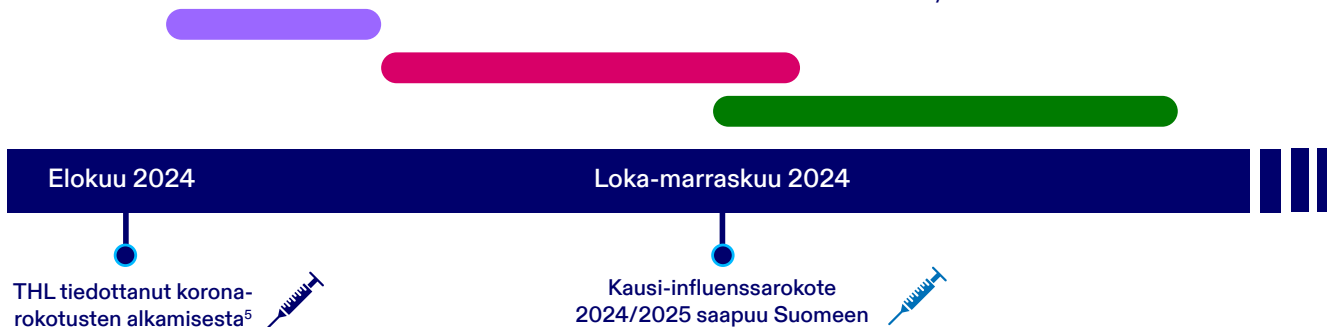 Elokuu 2024
Loka-marraskuu 2024
THL tiedottanut korona-
rokotusten alkamisesta⁵
Kausi-influenssarokote
2024/2025 saapuu Suomeen